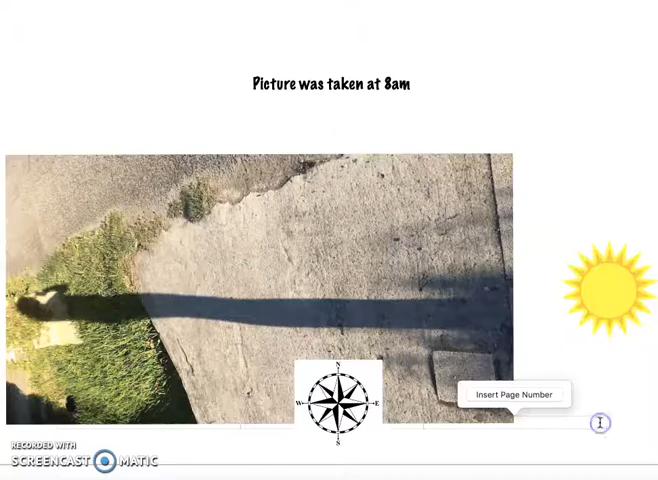 Picture was taken at 8am
N
W
E
S
Insert Page Number
RECORDED WITH
SCREENCAST MATIC